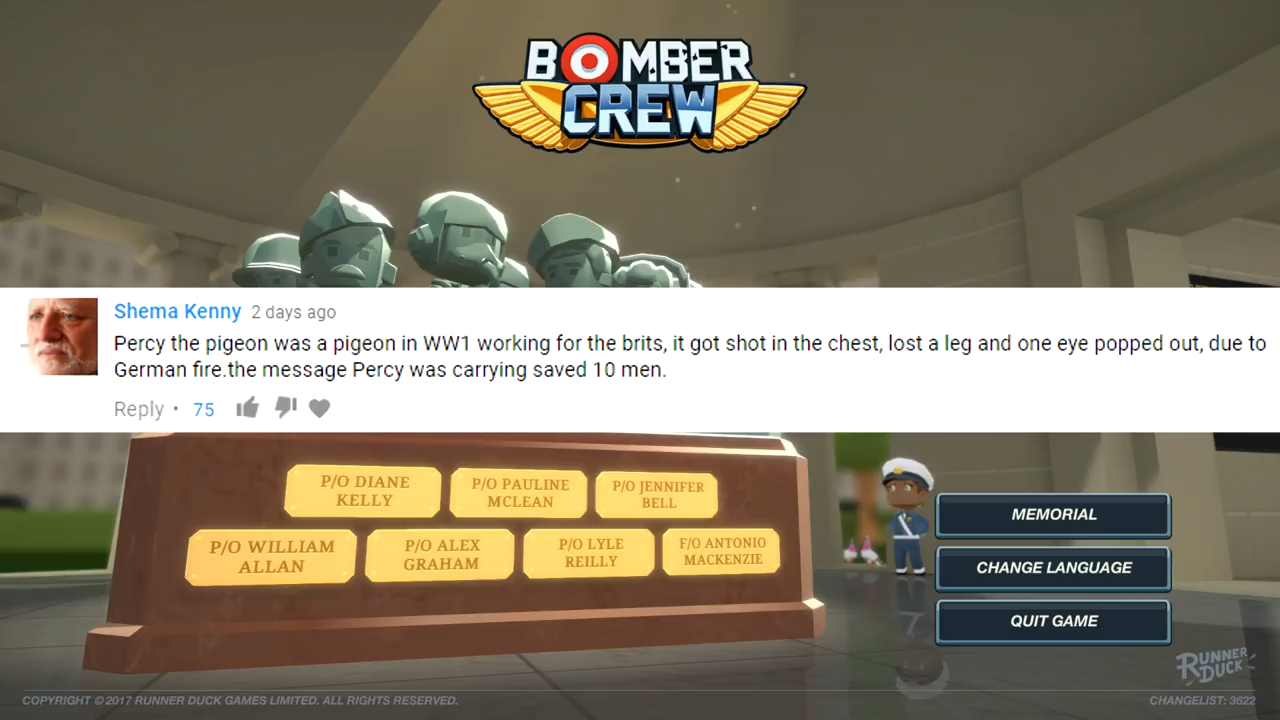 BOMBER
CREW
Shema Kenny 2 days ago
Percy the pigeon was a pigeon in WW1 working for the brits, it got shot in the chest, lost a leg and one eye popped out, due to
German fire.the message Percy was carrying saved 10 men.
Reply • 75
P/O DIANE
KELLY
P/O PAULINE
MCLEAN
P/O JENNIFER
BELL
P/O WILLIAM
ALLAN
P/O ALEX
GRAHAM
P/O LYLE
REILLY
F/O ANTONIO
MACKENZIE
MEMORIAL
CHANGE LANGUAGE
QUIT GAME
RUNNER
DUCK
COPYRIGHT ©2017 RUNNER DUCK GAMES LIMITED. ALL RIGHTS RESERVED.
CHANGELIST: 3622